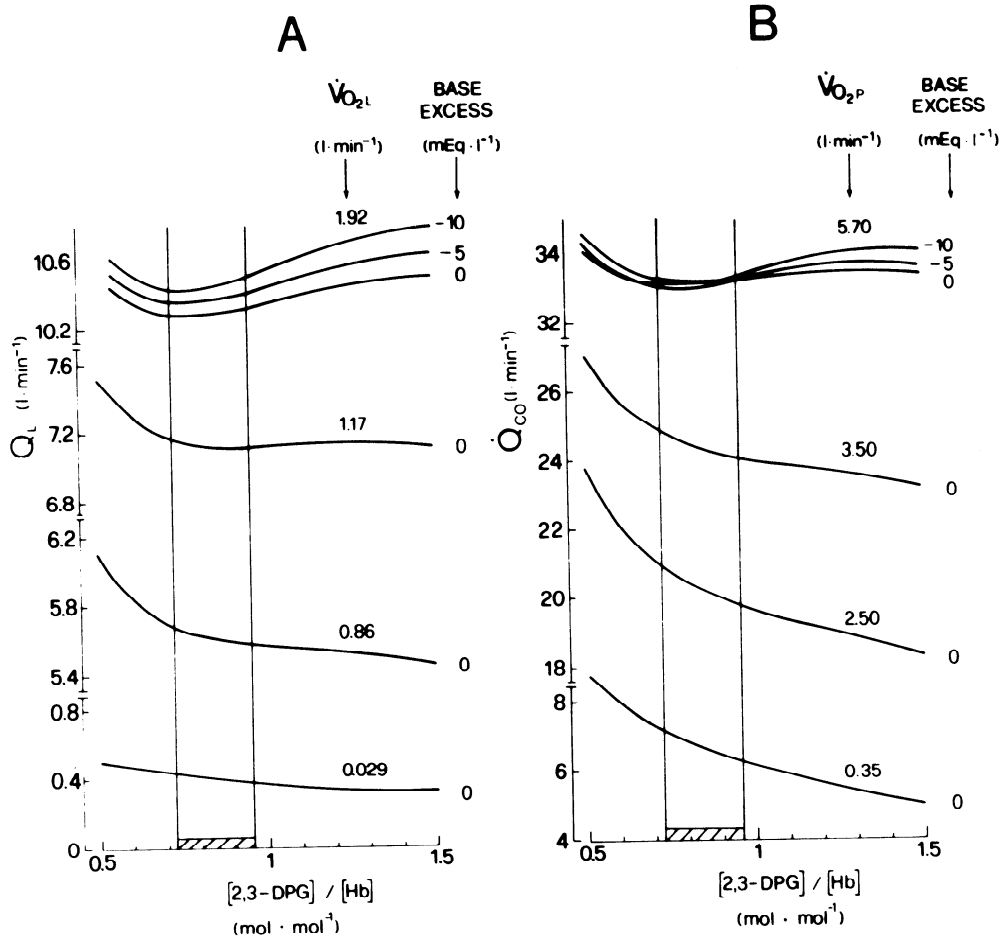 A
V̇O₂L
BASE
EXCESS
(l·min⁻¹)
(mEq·l⁻¹)
1.92
-10
-5
0
10.6
10.2
7.6
7.2
6.8
6.2
5.8
5.4
0.8
0.4
0
Q̇L (l·min⁻¹)
1.17
0
0.86
0
0.029
0
0.5
1
1.5
[2,3-DPG] / [Hb]
(mol · mol⁻¹)
B
V̇O₂P
BASE
EXCESS
(l·min⁻¹)
(mEq·l⁻¹)
5.70
-10
-5
0
34
32
26
24
22
20
18
8
6
4
Q̇CO (l·min⁻¹)
3.50
0
2.50
0
0.35
0
0.5
1
1.5
[2,3-DPG] / [Hb]
(mol · mol⁻¹)